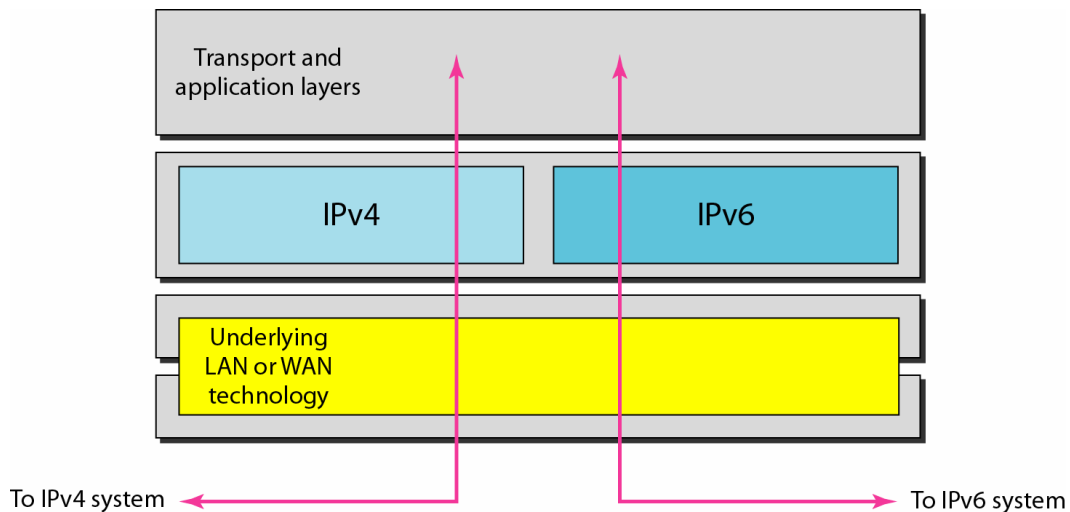 Transport and
application layers
IPv4
IPv6
Underlying
LAN or WAN
technology
To IPv4 system
To IPv6 system